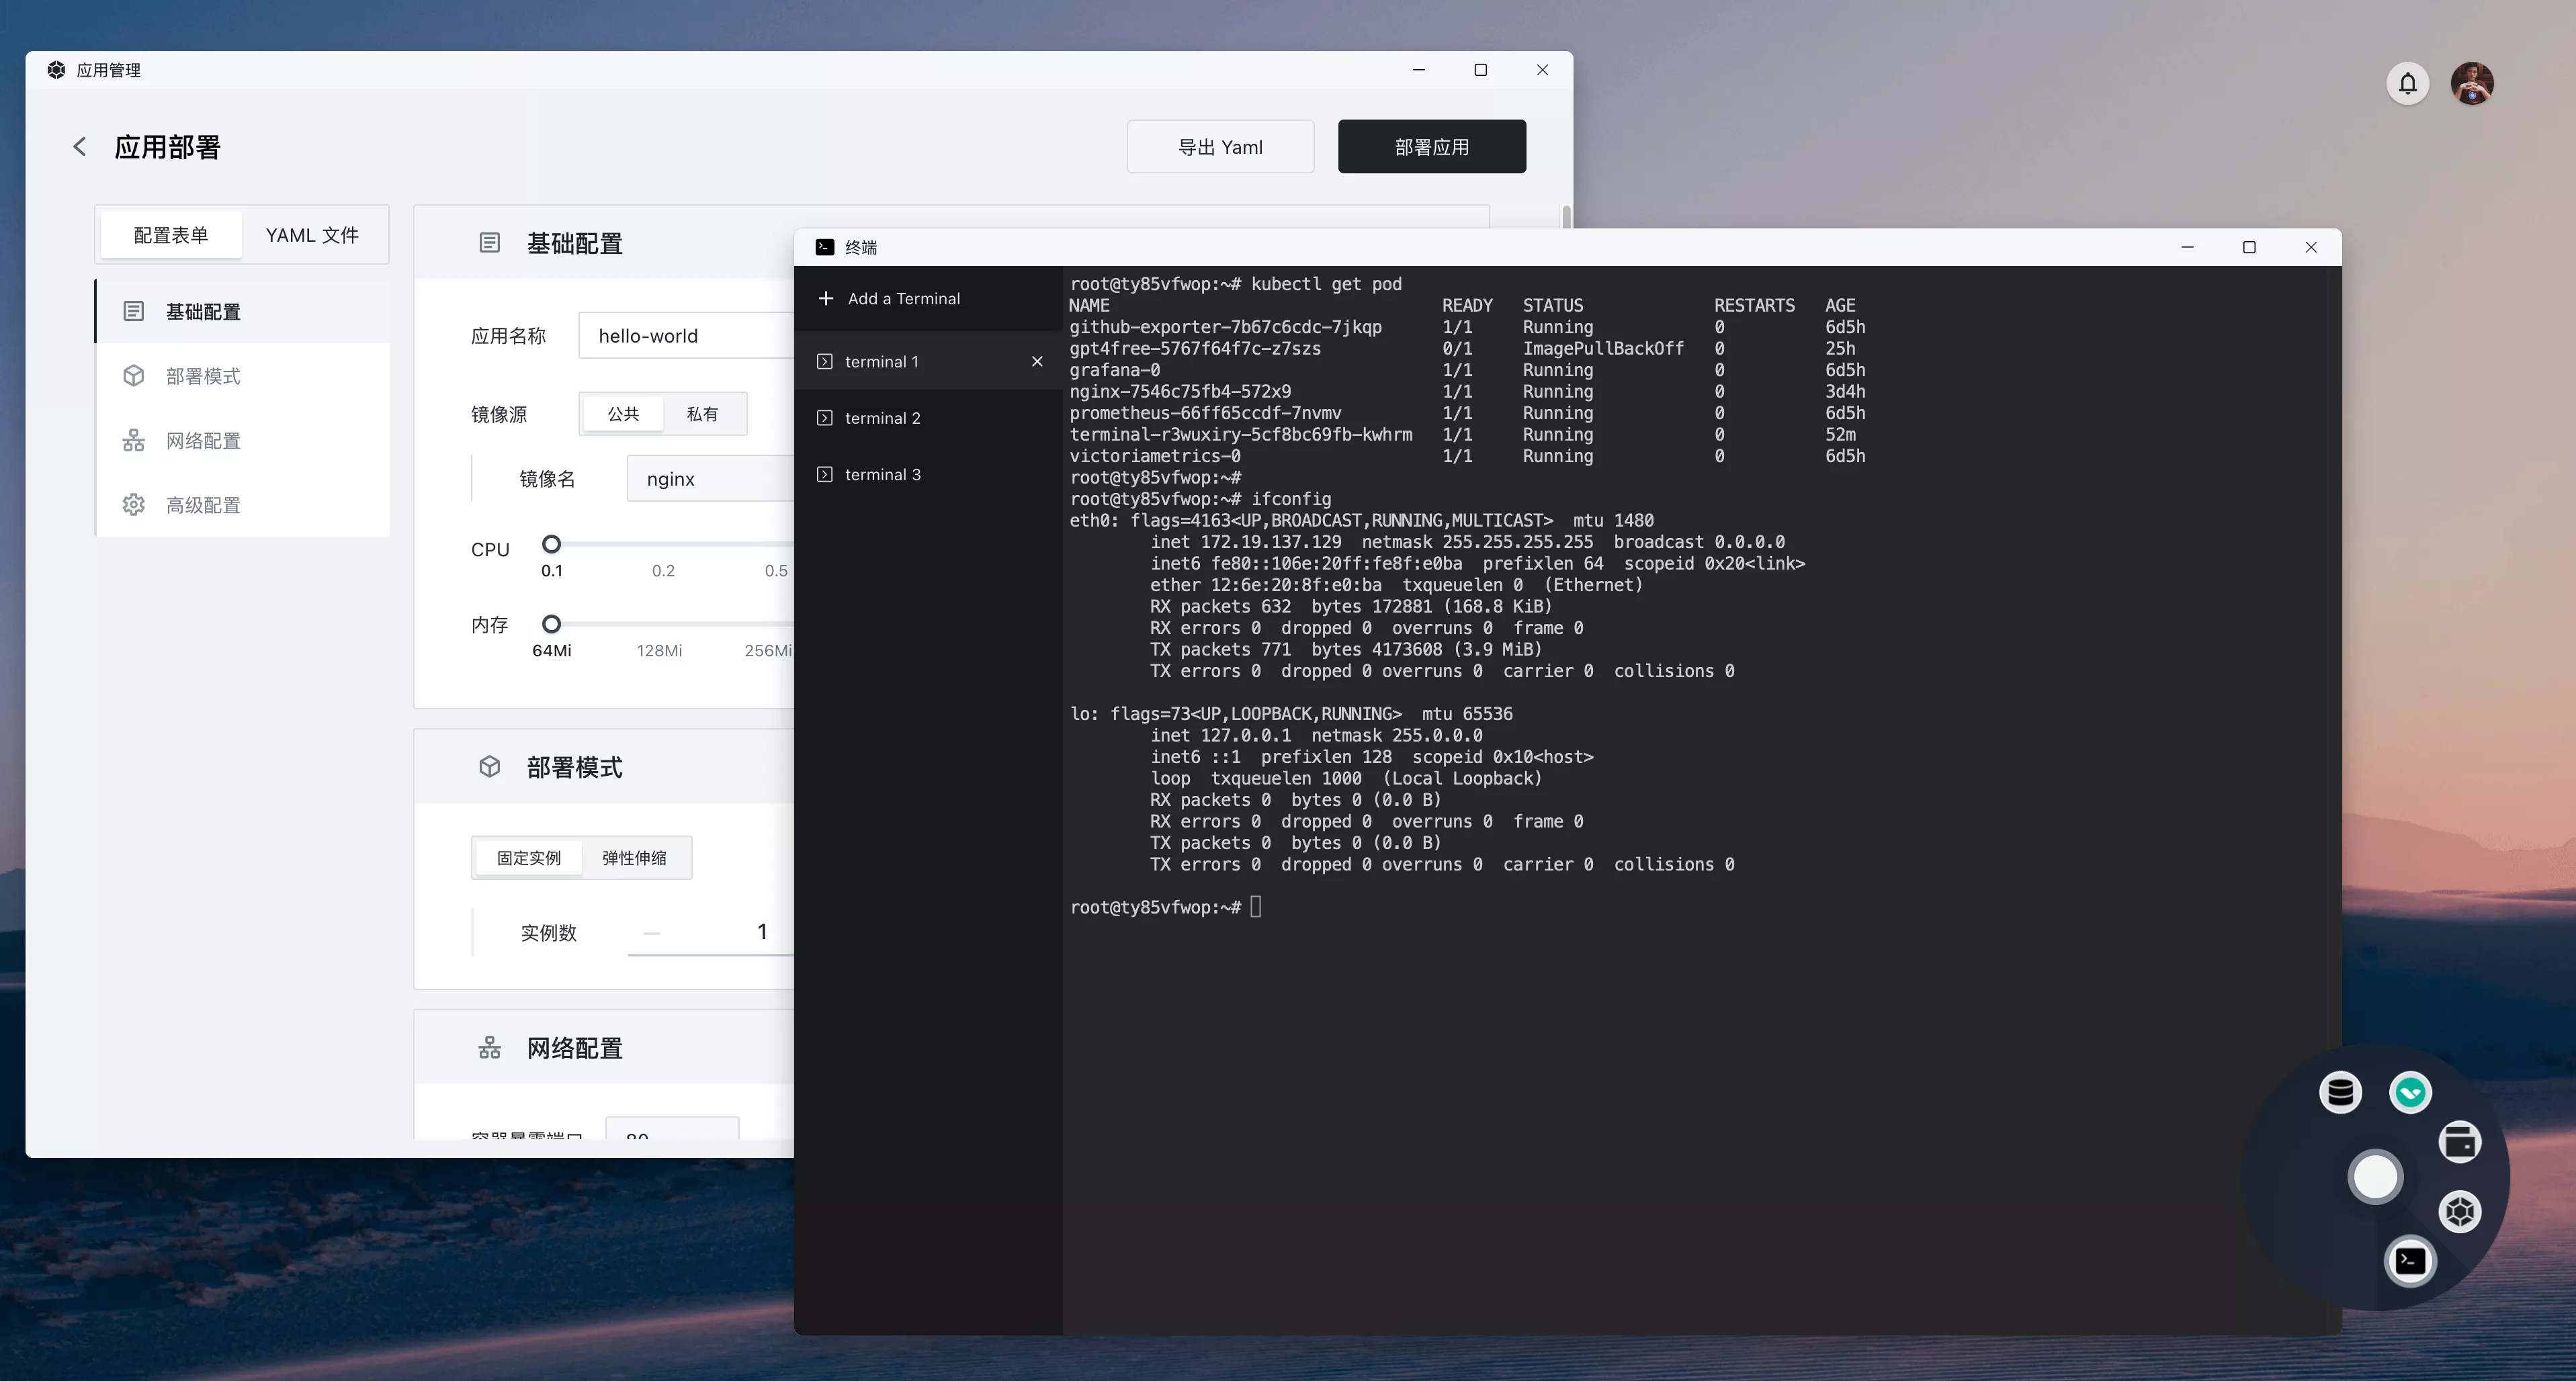 应用管理
应用部署
导出 Yaml
部署应用
配置表单
YAML 文件
基础配置
部署模式
网络配置
高级配置
基础配置
应用名称
hello-world
镜像源
公共
私有
镜像名
nginx
CPU
0.1
0.2
0.5
内存
64Mi
128Mi
256Mi
部署模式
固定实例
弹性伸缩
实例数
1
网络配置
容器暴露端口
80
终端
Add a Terminal
terminal 1
terminal 2
terminal 3
root@ty85vfwop:~# kubectl get pod
NAME READY STATUS RESTARTS AGE
github-exporter-7b67c6cdc-7jkqp 1/1 Running 0 6d5h
gpt4free-5767f64f7c-z7szs 0/1 ImagePullBackOff 0 25h
grafana-0 1/1 Running 0 6d5h
nginx-7546c75fb4-572x9 1/1 Running 0 3d4h
prometheus-66ff65ccdf-7nvmv 1/1 Running 0 6d5h
terminal-r3wuxiry-5cf8bc69fb-kwhrm 1/1 Running 0 52m
victoriametrics-0 1/1 Running 0 6d5h
root@ty85vfwop:~#
root@ty85vfwop:~# ifconfig
eth0: flags=4163<UP,BROADCAST,RUNNING,MULTICAST> mtu 1480
inet 172.19.137.129 netmask 255.255.255.255 broadcast 0.0.0.0
inet6 fe80::106e:20ff:fe8f:e0ba prefixlen 64 scopeid 0x20<link>
ether 12:6e:20:8f:e0:ba txqueuelen 0 (Ethernet)
RX packets 632 bytes 172881 (168.8 KiB)
RX errors 0 dropped 0 overruns 0 frame 0
TX packets 771 bytes 4173608 (3.9 MiB)
TX errors 0 dropped 0 overruns 0 carrier 0 collisions 0
lo: flags=73<UP,LOOPBACK,RUNNING> mtu 65536
inet 127.0.0.1 netmask 255.0.0.0
inet6 ::1 prefixlen 128 scopeid 0x10<host>
loop txqueuelen 1000 (Local Loopback)
RX packets 0 bytes 0 (0.0 B)
RX errors 0 dropped 0 overruns 0 frame 0
TX packets 0 bytes 0 (0.0 B)
TX errors 0 dropped 0 overruns 0 carrier 0 collisions 0
root@ty85vfwop:~#